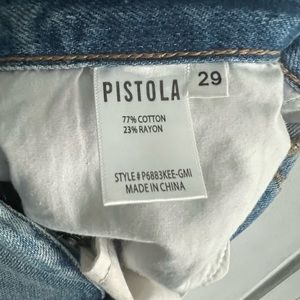 PISTOLA 29
77% COTTON
23% RAYON
STYLE# P6883KEE-GMI
MADE IN CHINA